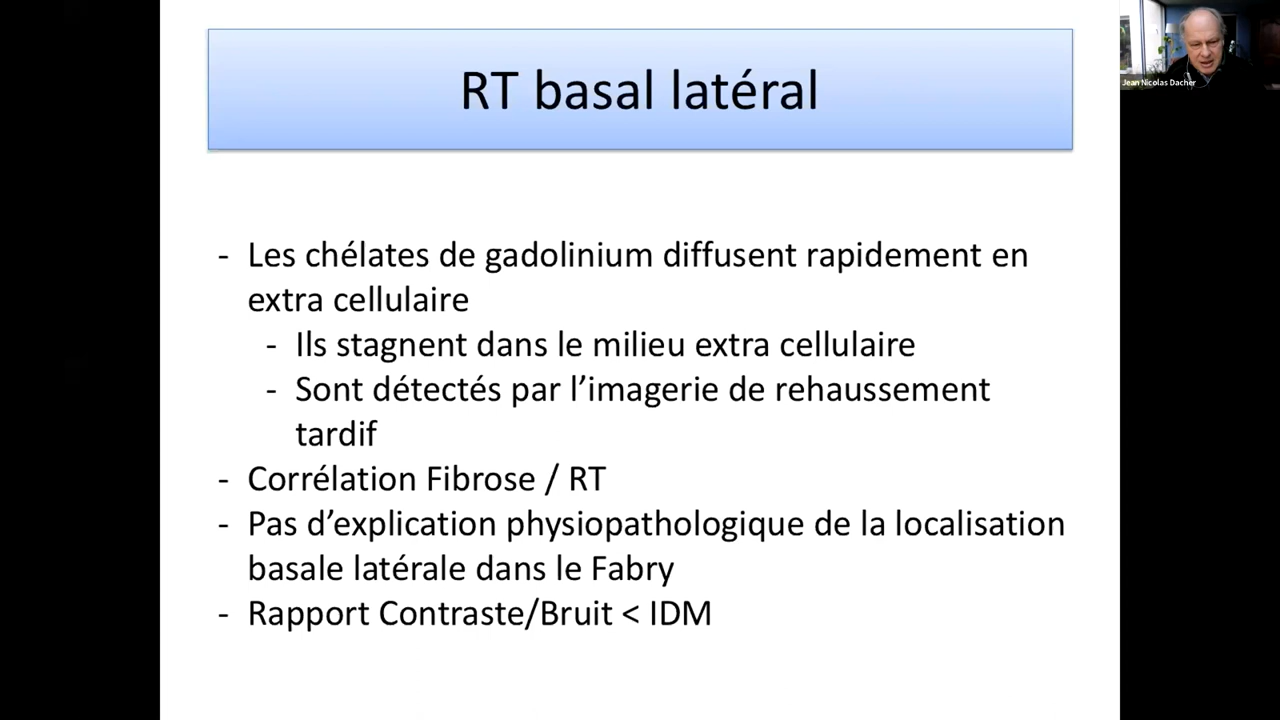 RT basal latéral
Jean Nicolas Dacher
- Les chélates de gadolinium diffusent rapidement en
extra cellulaire
- Ils stagnent dans le milieu extra cellulaire
- Sont détectés par l’imagerie de rehaussement
tardif
- Corrélation Fibrose / RT
- Pas d’explication physiopathologique de la localisation
basale latérale dans le Fabry
- Rapport Contraste/Bruit < IDM